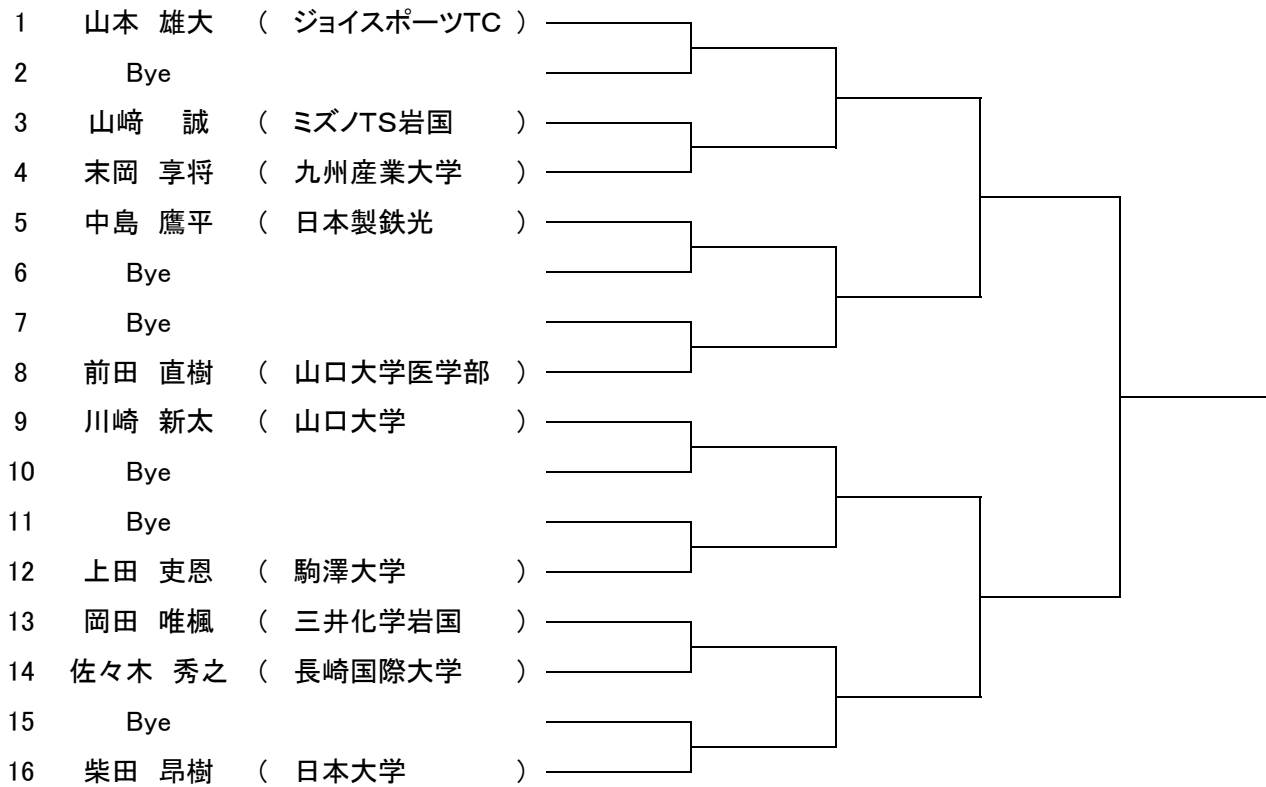 1 山本 雄大 ( ジョイスポーツTC )
2 Bye
3 山﨑 誠 ( ミズノTS岩国 )
4 末岡 享将 ( 九州産業大学 )
5 中島 鷹平 ( 日本製鉄光 )
6 Bye
7 Bye
8 前田 直樹 ( 山口大学医学部 )
9 川崎 新太 ( 山口大学 )
10 Bye
11 Bye
12 上田 吏恩 ( 駒澤大学 )
13 岡田 唯楓 ( 三井化学岩国 )
14 佐々木 秀之 ( 長崎国際大学 )
15 Bye
16 柴田 昂樹 ( 日本大学 )